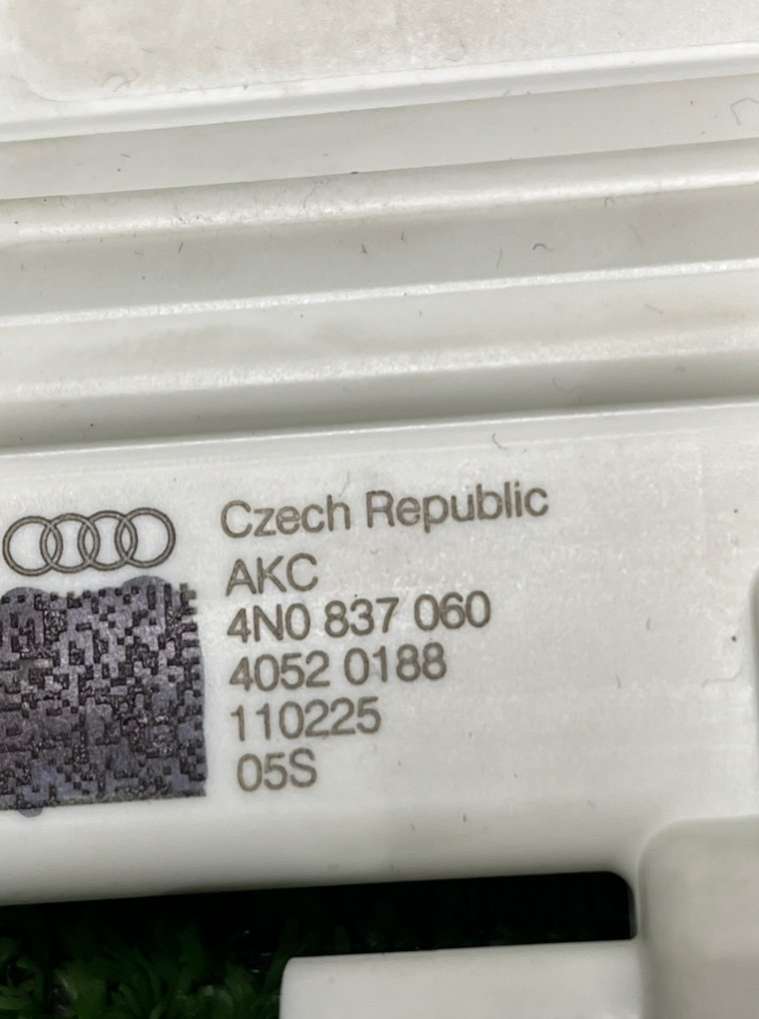 Czech Republic
AKC
4N0 837 060
4052 0188
110225
05S